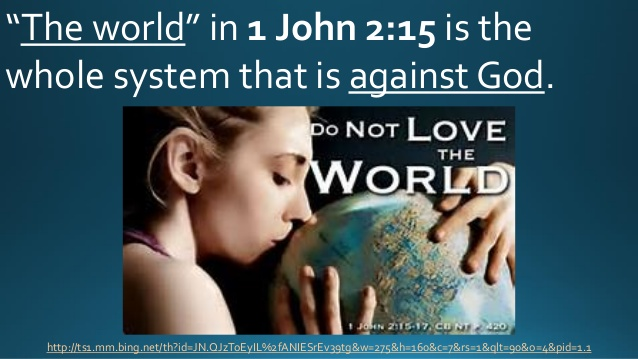 “The world” in 1 John 2:15 is the
whole system that is against God.
DO NOT LOVE
THE
WORLD
1 JOHN 2:15-17, CB NT P. 420
http://ts1.mm.bing.net/th?id=JN.QJzToEyIL%2fANIESrEv39tg&w=275&h=160&c=7&rs=1&qlt=90&o=4&pid=1.1